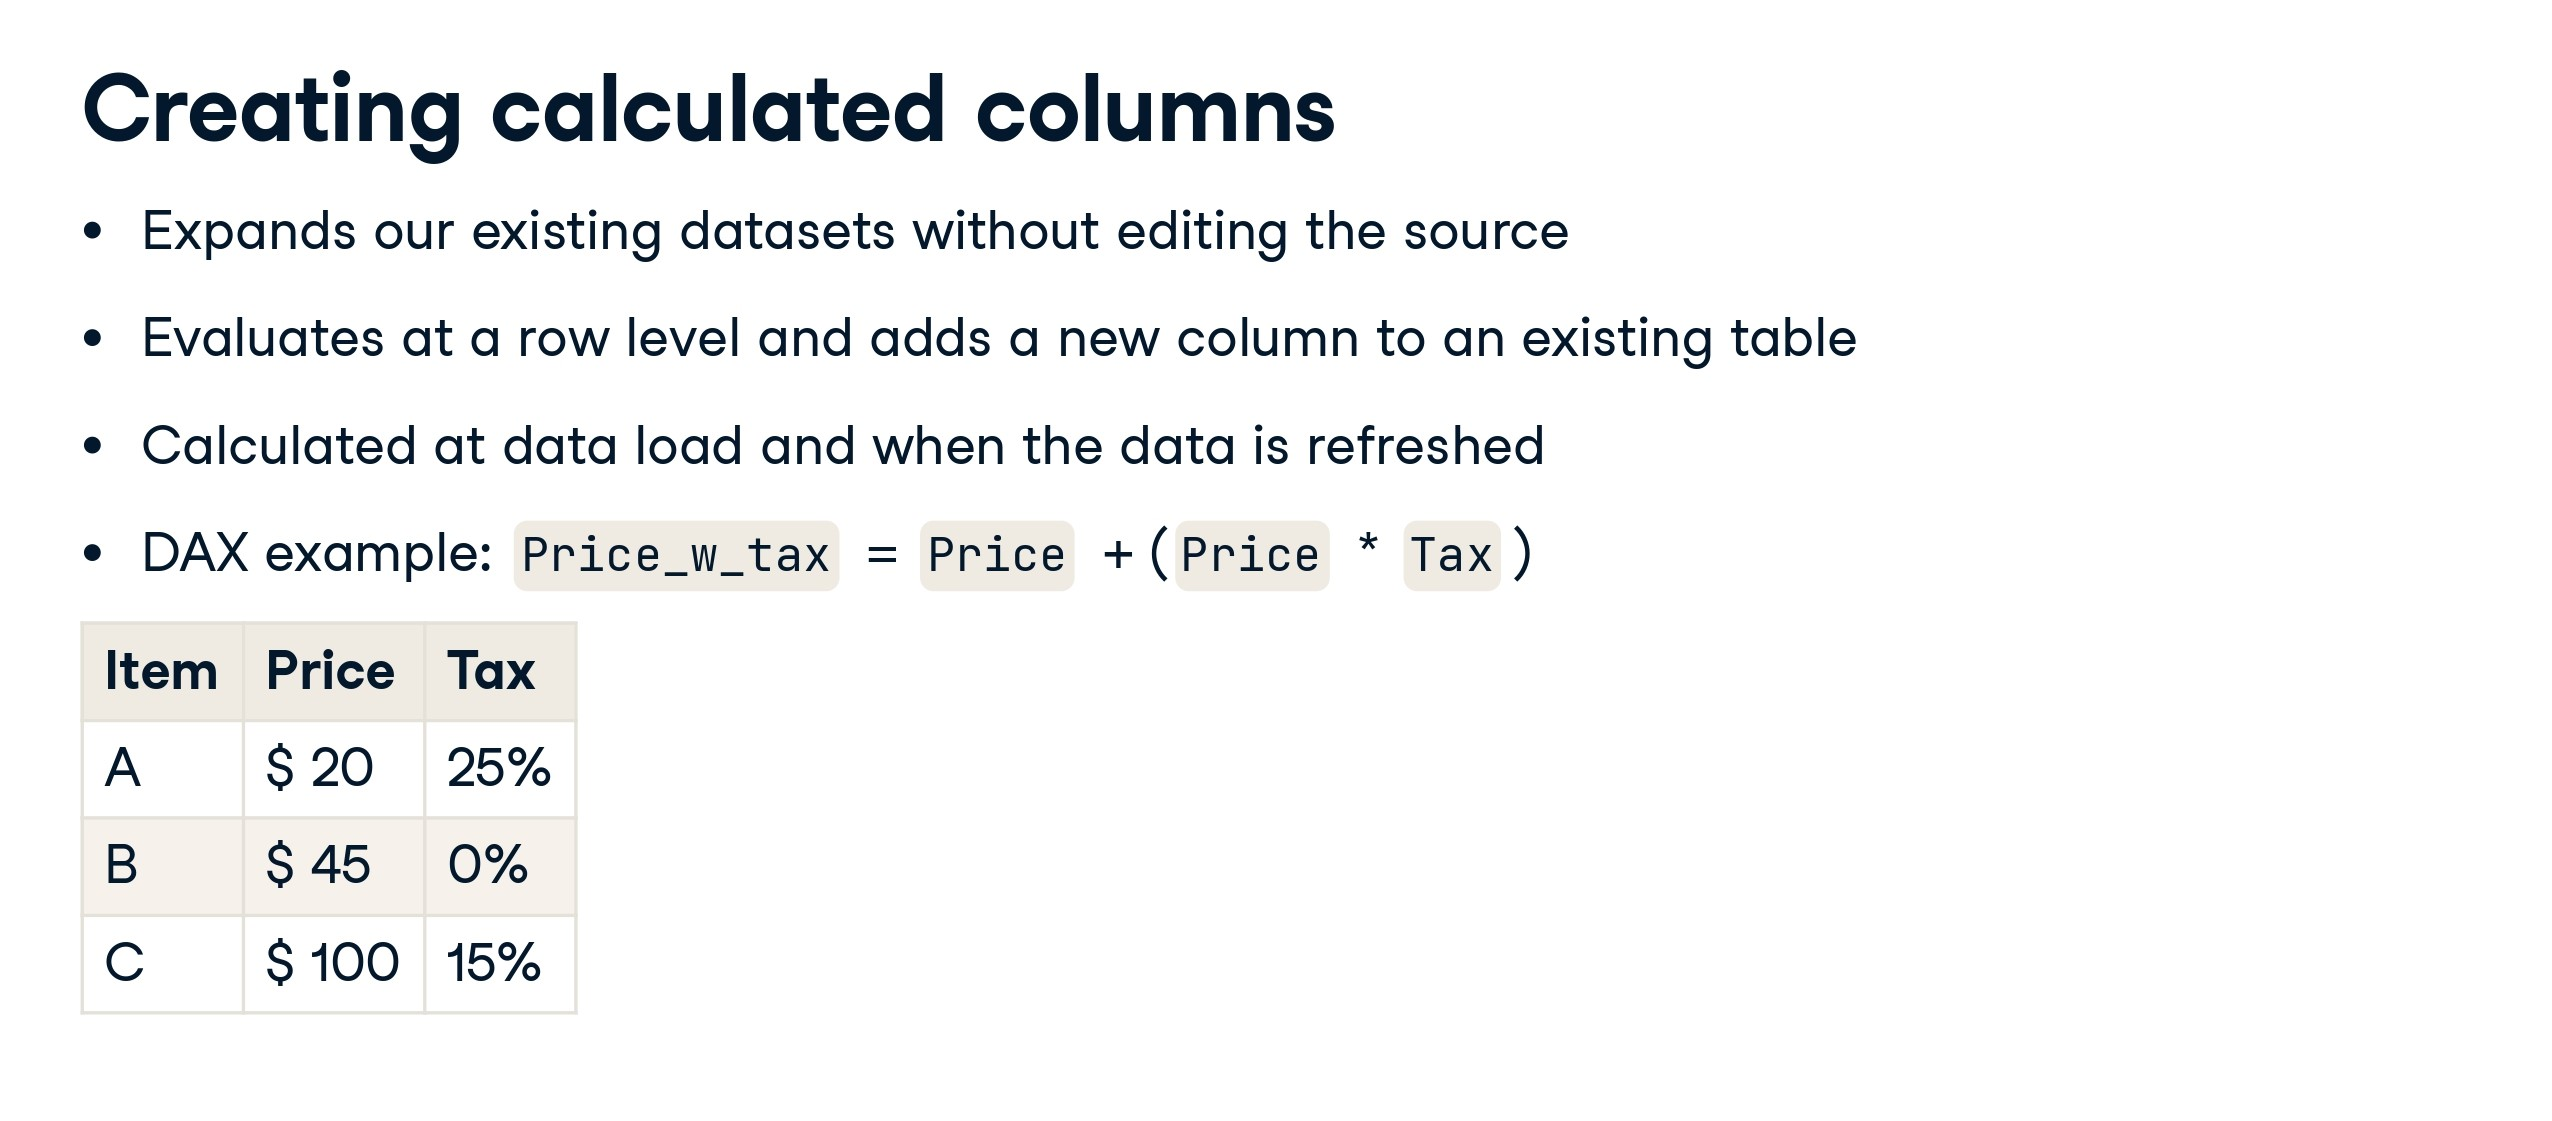 Creating calculated columns
• Expands our existing datasets without editing the source
• Evaluates at a row level and adds a new column to an existing table
• Calculated at data load and when the data is refreshed
• DAX example: Price_w_tax = Price +(Price * Tax)
Item Price Tax
A $ 20 25%
B $ 45 0%
C $ 100 15%